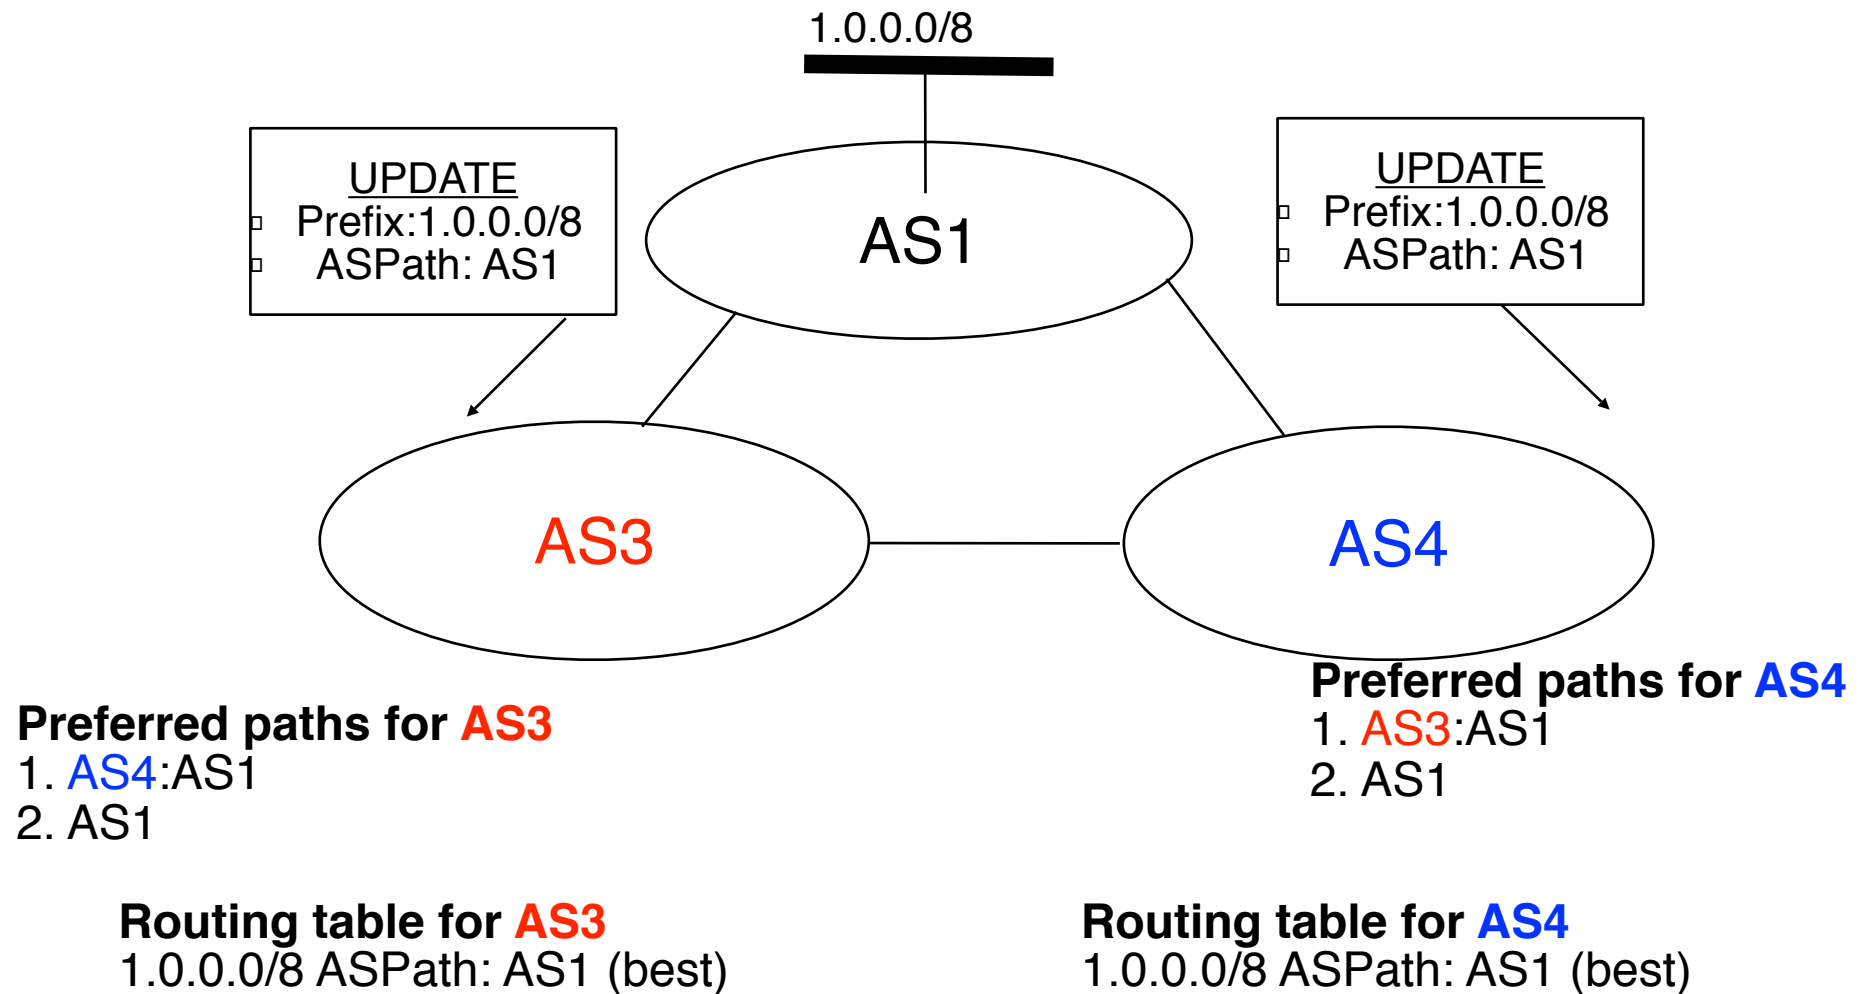 1.0.0.0/8
UPDATE
Prefix:1.0.0.0/8
ASPath: AS1
UPDATE
Prefix:1.0.0.0/8
ASPath: AS1
AS1
AS3
AS4
Preferred paths for AS3
1. AS4:AS1
2. AS1
Preferred paths for AS4
1. AS3:AS1
2. AS1
Routing table for AS3
1.0.0.0/8 ASPath: AS1 (best)
Routing table for AS4
1.0.0.0/8 ASPath: AS1 (best)